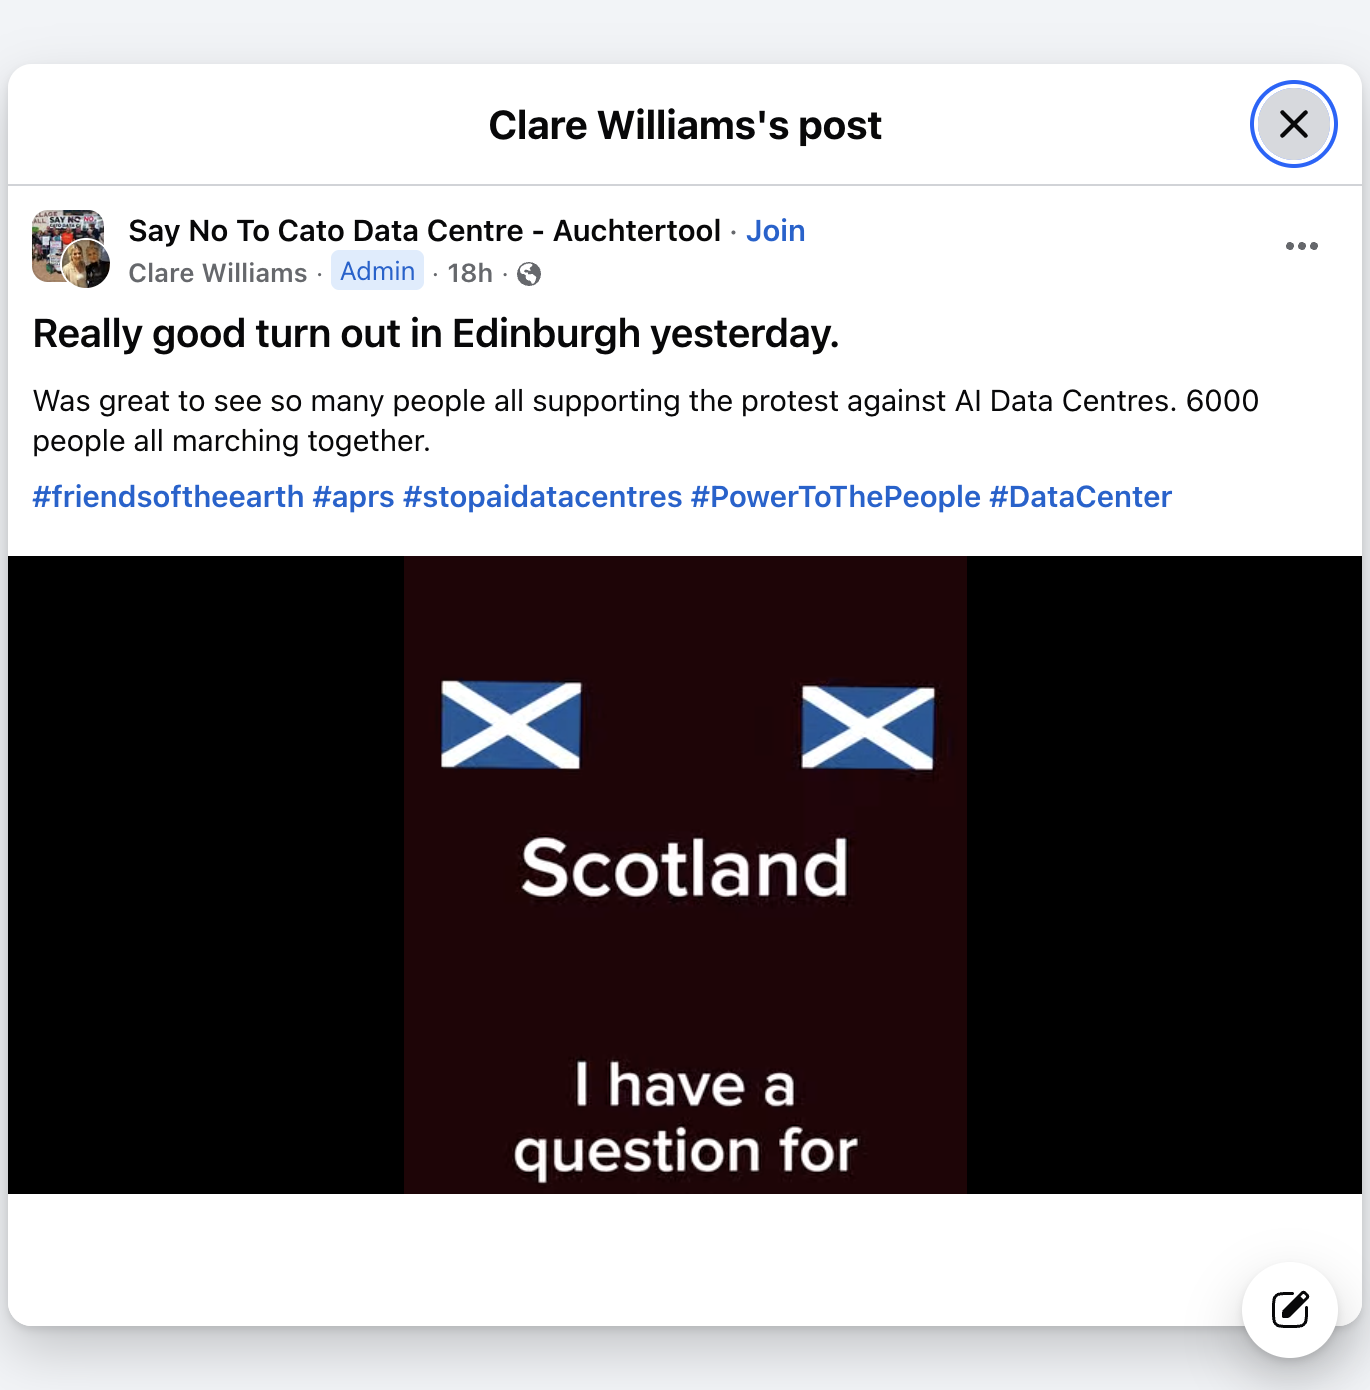 Clare Williams's post
Say No To Cato Data Centre - Auchtertool · Join
Clare Williams · Admin · 18h ·
Really good turn out in Edinburgh yesterday.
Was great to see so many people all supporting the protest against AI Data Centres. 6000
people all marching together.
#friendsoftheearth #aprs #stopaidatacentres #PowerToThePeople #DataCenter
Scotland
I have a
question for